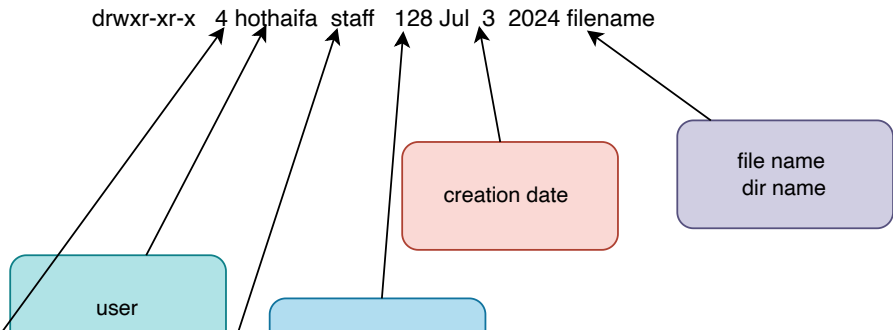 drwxr-xr-x 4 hothaifa staff 128 Jul 3 2024 filename
creation date
file name
dir name
user